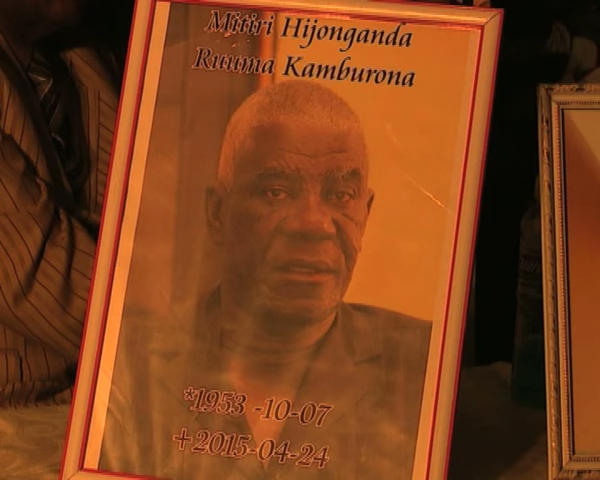 Mitiri Hijonganda
Ruuma Kamburona
*1953 -10-07
+2015-04-24